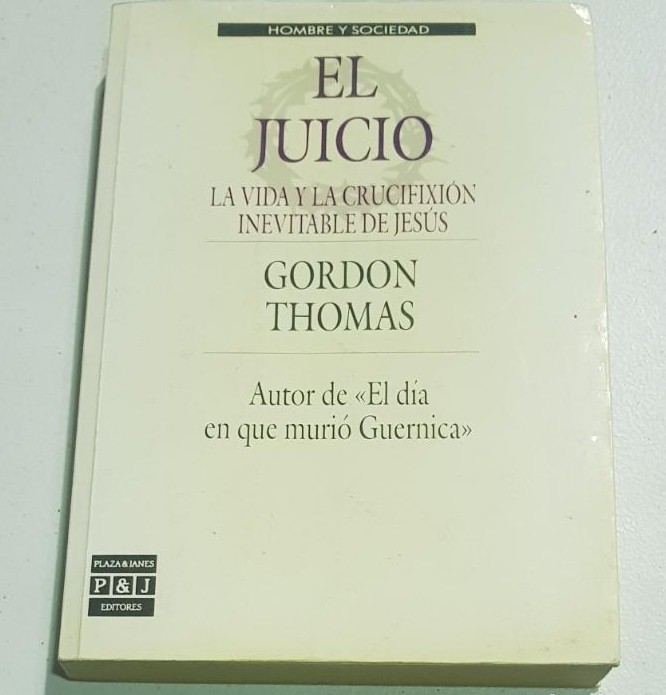 HOMBRE Y SOCIEDAD
EL
JUICIO
LA VIDA Y LA CRUCIFIXIÓN
INEVITABLE DE JESÚS
GORDON
THOMAS
Autor de «El día
en que murió Guernica»
PLAZA & JANES
P & J
EDITORES